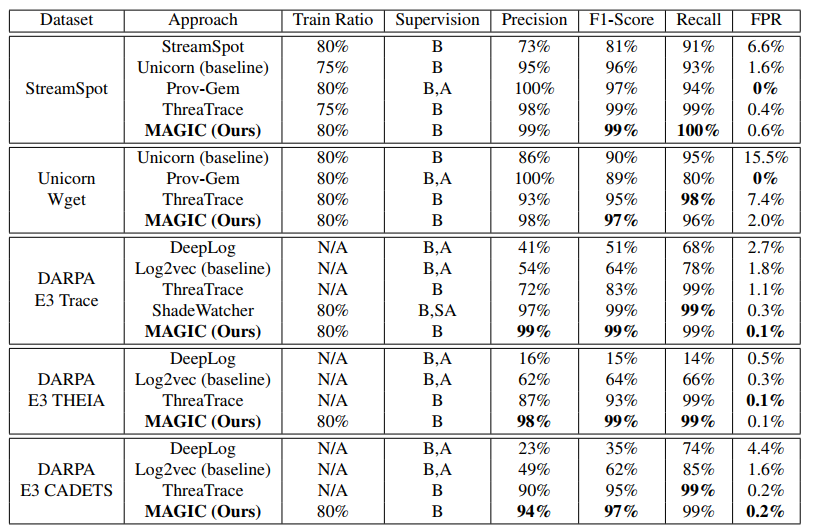 Dataset Approach Train Ratio Supervision Precision F1-Score Recall FPR
StreamSpot 80% B 73% 81% 91% 6.6%
Unicorn (baseline) 75% B 95% 96% 93% 1.6%
StreamSpot Prov-Gem 80% B,A 100% 97% 94% 0%
ThreaTrace 75% B 98% 99% 99% 0.4%
MAGIC (Ours) 80% B 99% 99% 100% 0.6%
Unicorn (baseline) 80% B 86% 90% 95% 15.5%
Unicorn Prov-Gem 80% B,A 100% 89% 80% 0%
Wget ThreaTrace 80% B 93% 95% 98% 7.4%
MAGIC (Ours) 80% B 98% 97% 96% 2.0%
DeepLog N/A B,A 41% 51% 68% 2.7%
DARPA Log2vec (baseline) N/A B,A 54% 64% 78% 1.8%
E3 Trace ThreaTrace N/A B 72% 83% 99% 1.1%
ShadeWatcher 80% B,SA 97% 99% 99% 0.3%
MAGIC (Ours) 80% B 99% 99% 99% 0.1%
DeepLog N/A B,A 16% 15% 14% 0.5%
DARPA Log2vec (baseline) N/A B,A 62% 64% 66% 0.3%
E3 THEIA ThreaTrace N/A B 87% 93% 99% 0.1%
MAGIC (Ours) 80% B 98% 99% 99% 0.1%
DeepLog N/A B,A 23% 35% 74% 4.4%
DARPA Log2vec (baseline) N/A B,A 49% 62% 85% 1.6%
E3 CADETS ThreaTrace N/A B 90% 95% 99% 0.2%
MAGIC (Ours) 80% B 94% 97% 99% 0.2%